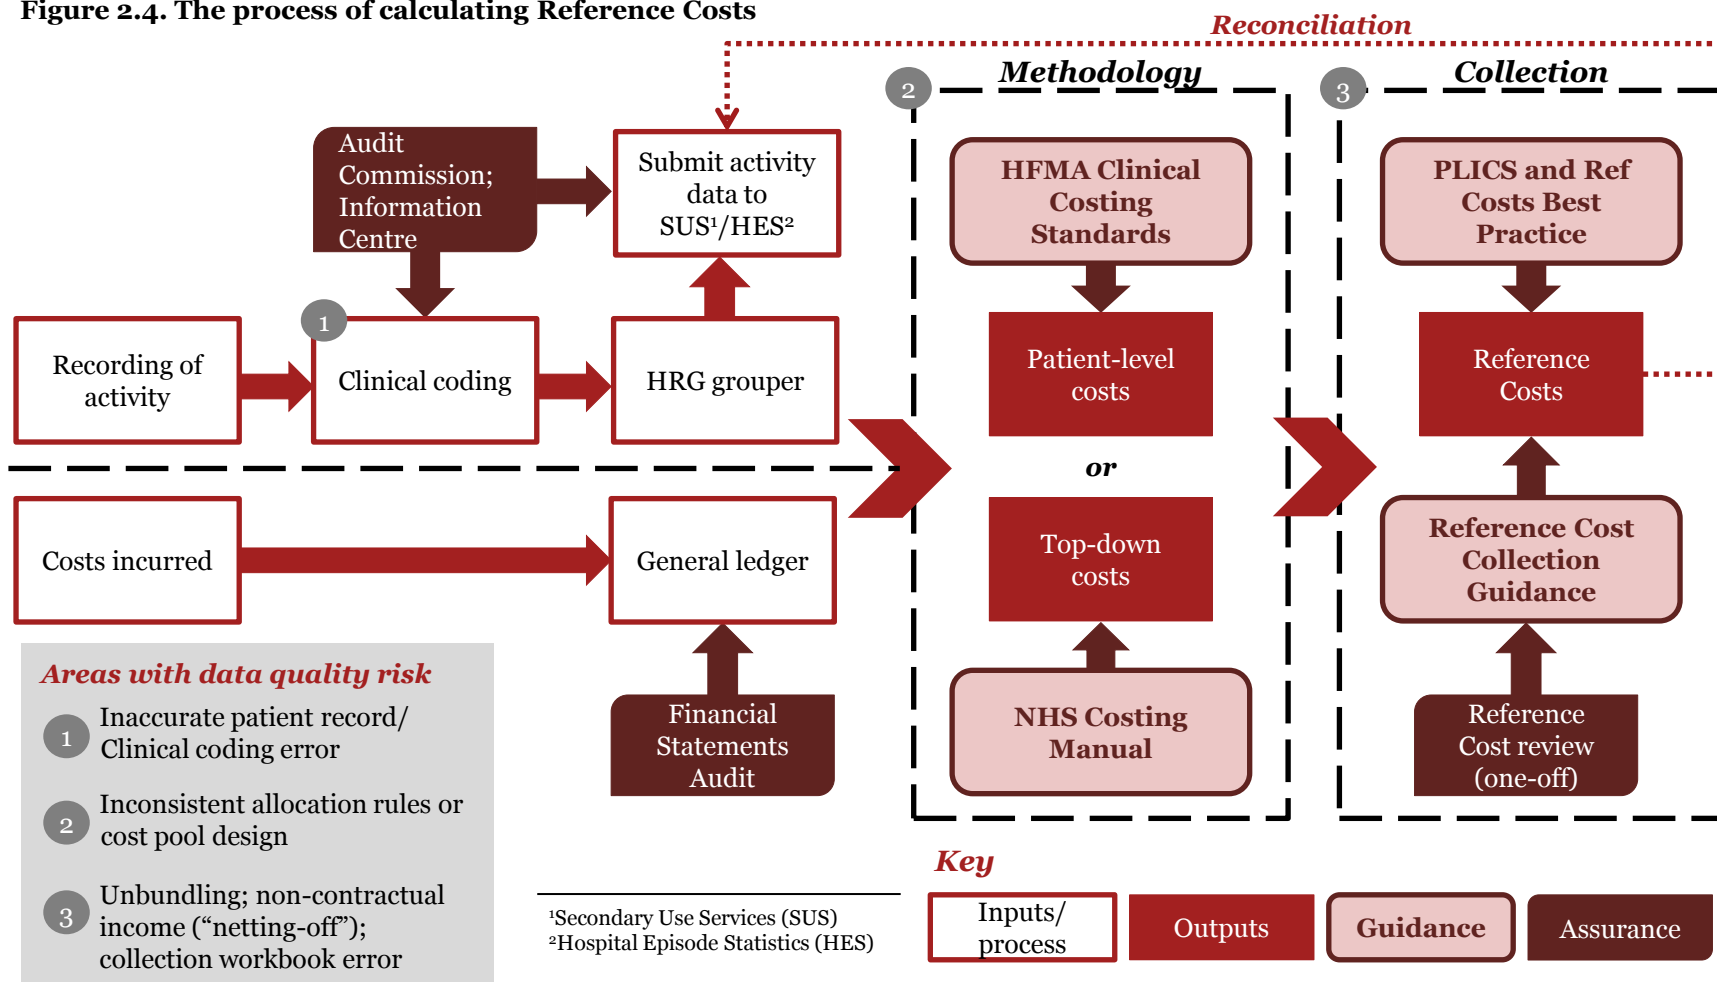 Figure 2.4. The process of calculating Reference Costs
Reconciliation
2
Methodology
3
Collection
Audit
Commission;
Information
Centre
Submit activity
data to
SUS¹/HES²
HFMA Clinical
Costing
Standards
PLICS and Ref
Costs Best
Practice
1
Recording of
activity
Clinical coding
HRG grouper
Patient-level
costs
Reference
Costs
or
Costs incurred
General ledger
Top-down
costs
Reference Cost
Collection
Guidance
Financial
Statements
Audit
NHS Costing
Manual
Reference
Cost review
(one-off)
Areas with data quality risk
1
Inaccurate patient record/
Clinical coding error
2
Inconsistent allocation rules or
cost pool design
3
Unbundling; non-contractual
income (“netting-off”);
collection workbook error
¹Secondary Use Services (SUS)
²Hospital Episode Statistics (HES)
Key
Inputs/
process
Outputs
Guidance
Assurance